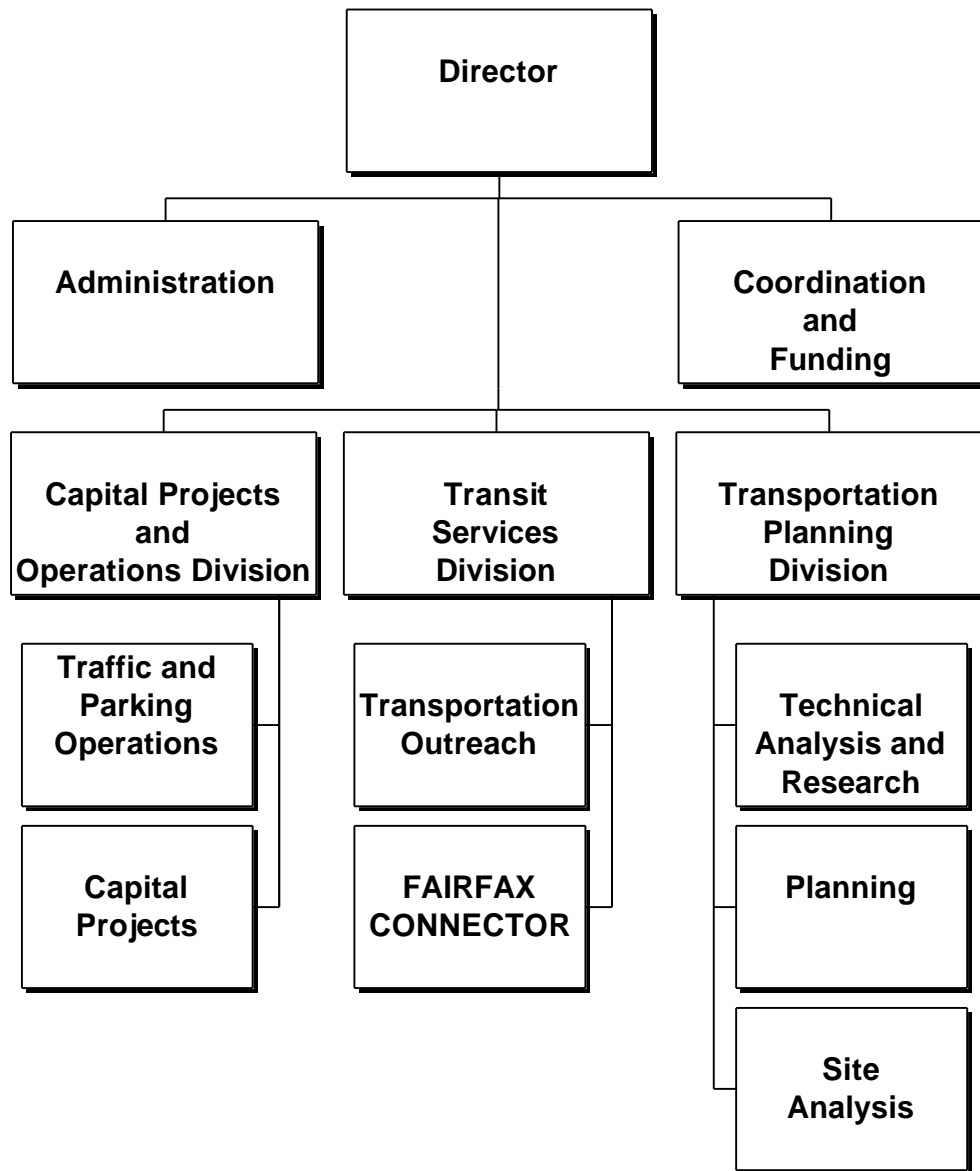 Director
Administration
Coordination
and
Funding
Capital Projects
and
Operations Division
Transit
Services
Division
Transportation
Planning
Division
Traffic and
Parking
Operations
Transportation
Outreach
Technical
Analysis and
Research
Capital
Projects
FAIRFAX
CONNECTOR
Planning
Site
Analysis